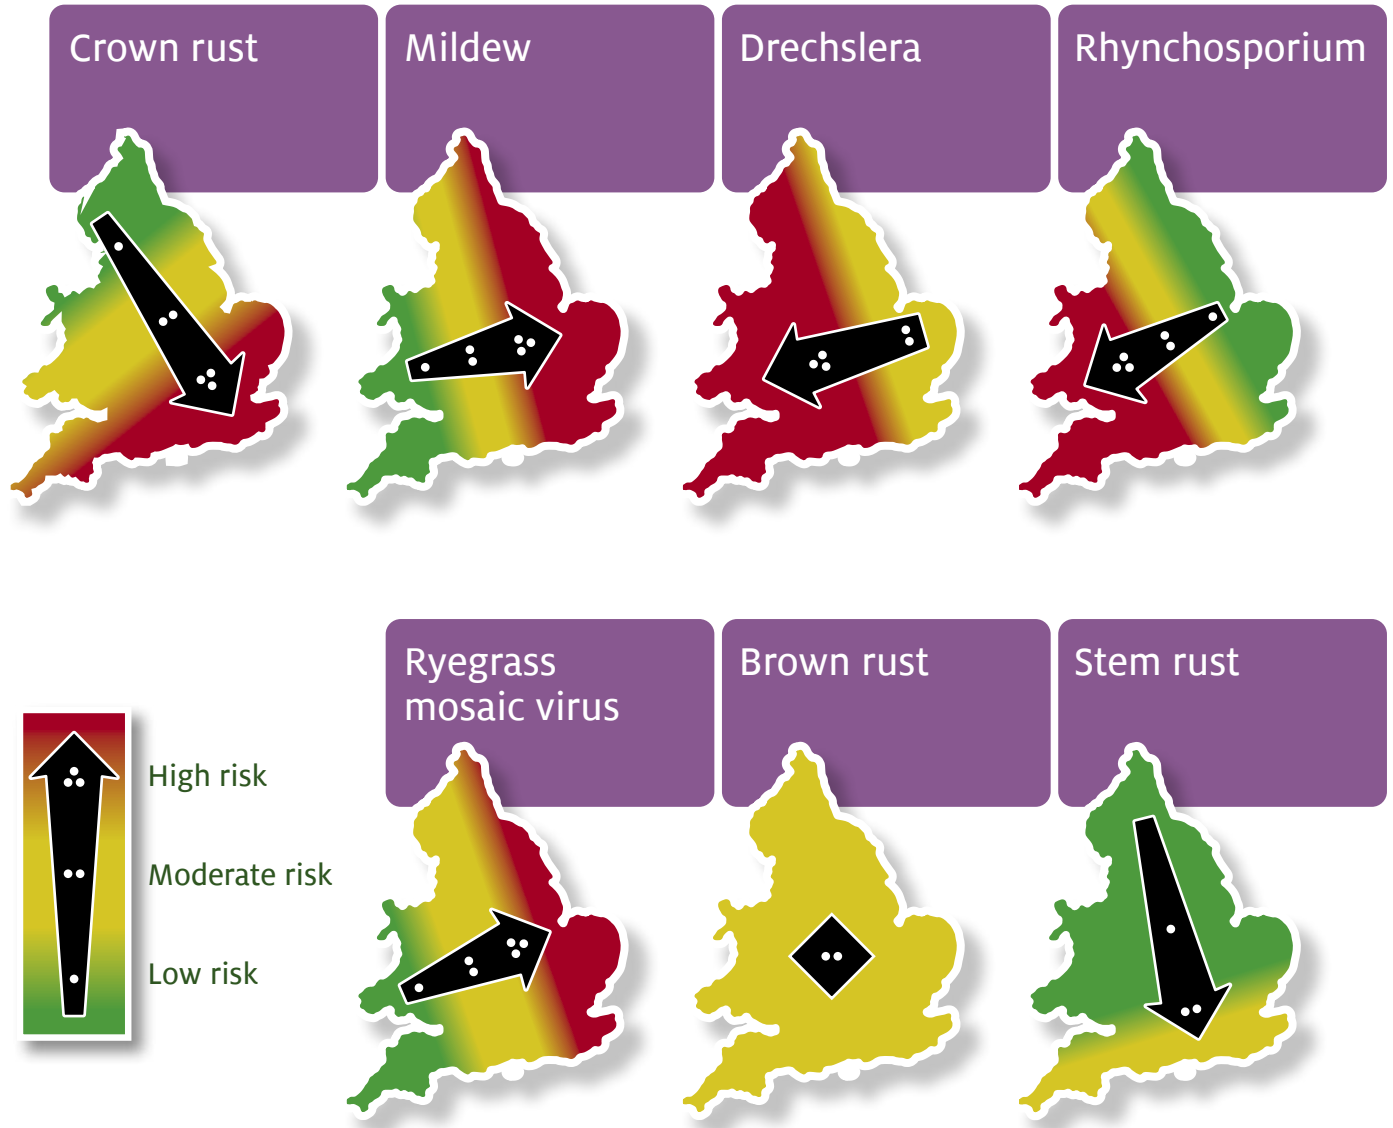 Crown rust
Mildew
Drechslera
Rhynchosporium
Ryegrass
mosaic virus
Brown rust
Stem rust
High risk
Moderate risk
Low risk